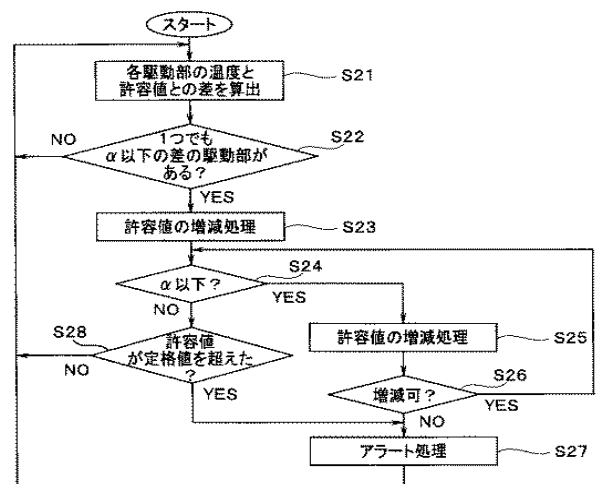 スタート
各駆動部の温度と
許容値との差を算出
S21
NO
1つでも
α以下の差の駆動部が
ある?
S22
YES
許容値の増減処理
S23
α以下?
S24
YES
NO
S28
許容値
が定格値を超えた
?
NO
YES
許容値の増減処理
S25
増減可?
S26
YES
NO
アラート処理
S27